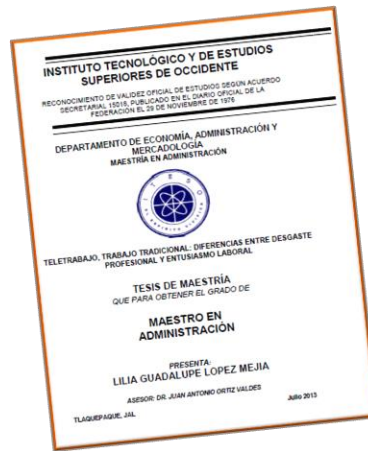 INSTITUTO TECNOLÓGICO Y DE ESTUDIOS
SUPERIORES DE OCCIDENTE
RECONOCIMIENTO DE VALIDEZ OFICIAL DE ESTUDIOS SEGÚN ACUERDO
SECRETARIAL 15018, PUBLICADO EN EL DIARIO OFICIAL DE LA
FEDERACIÓN EL 29 DE NOVIEMBRE DE 1976
DEPARTAMENTO DE ECONOMÍA, ADMINISTRACIÓN Y
MERCADOLOGÍA
MAESTRÍA EN ADMINISTRACIÓN
ITESO
TELETRABAJO, TRABAJO TRADICIONAL: DIFERENCIAS ENTRE DESGASTE
PROFESIONAL Y ENTUSIASMO LABORAL
TESIS DE MAESTRÍA
QUE PARA OBTENER EL GRADO DE
MAESTRO EN
ADMINISTRACIÓN
PRESENTA:
LILIA GUADALUPE LOPEZ MEJIA
ASESOR: DR. JUAN ANTONIO ORTIZ VALDES
TLAQUEPAQUE, JAL Julio 2013